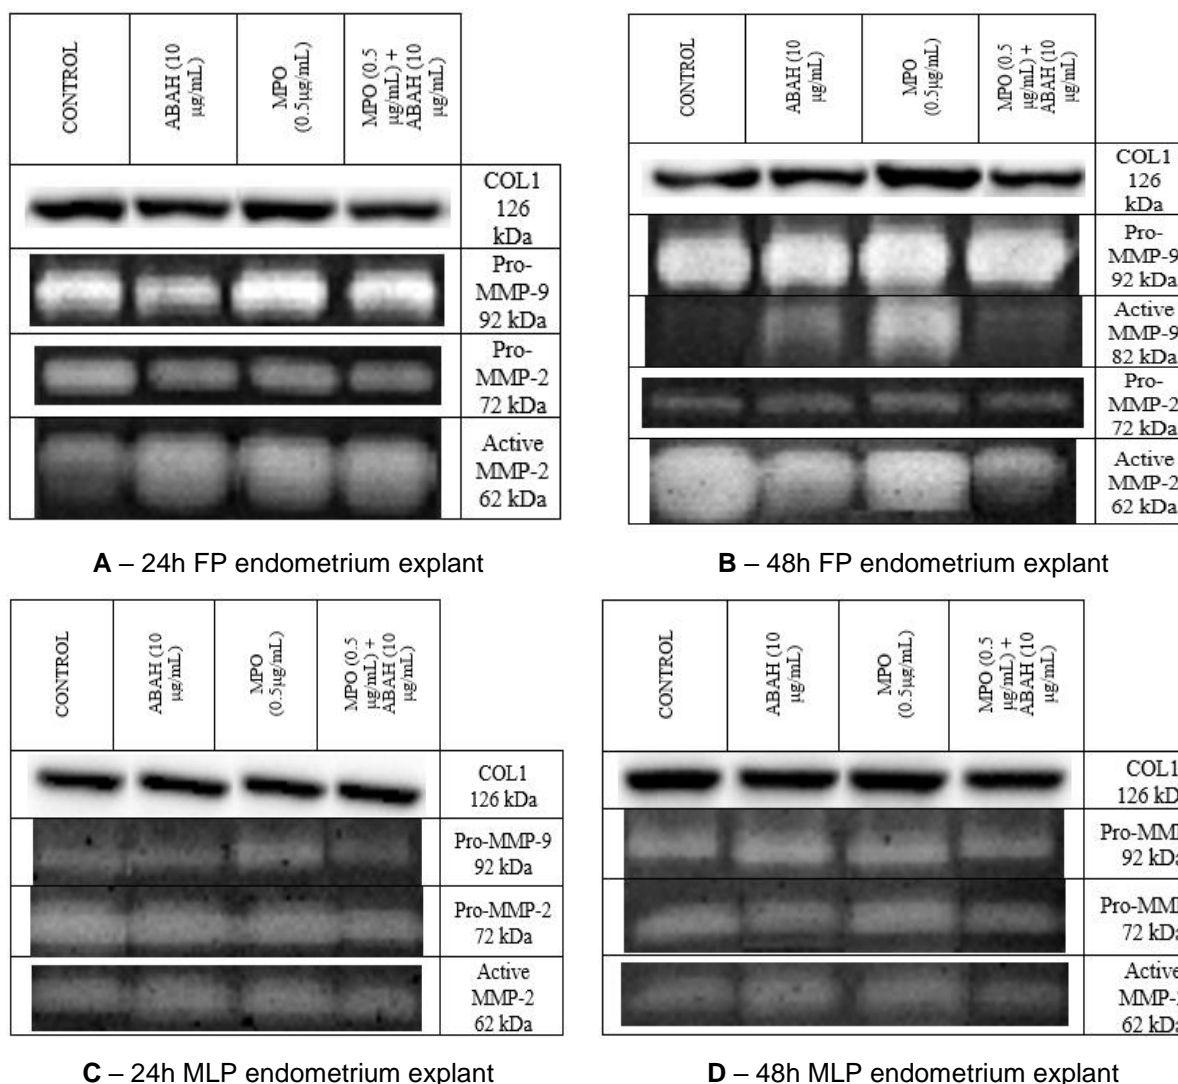 CONTROL
ABAH (10
µg/mL)
MPO
(0.5µg/mL)
MPO (0.5
µg/mL) +
ABAH (10
µg/mL)
COL1
126
kDa
Pro-
MMP-9
92 kDa
Pro-
MMP-2
72 kDa
Active
MMP-2
62 kDa
A – 24h FP endometrium explant
CONTROL
ABAH (10
µg/mL)
MPO
(0.5µg/mL)
MPO (0.5
µg/mL) +
ABAH (10
µg/mL)
COL1
126
kDa
Pro-
MMP-9
92 kDa
Active
MMP-9
82 kDa
Pro-
MMP-2
72 kDa
Active
MMP-2
62 kDa
B – 48h FP endometrium explant
CONTROL
ABAH (10
µg/mL)
MPO
(0.5µg/mL)
MPO (0.5
µg/mL) +
ABAH (10
µg/mL)
COL1
126 kDa
Pro-MMP-9
92 kDa
Pro-MMP-2
72 kDa
Active
MMP-2
62 kDa
C – 24h MLP endometrium explant
CONTROL
ABAH (10
µg/mL)
MPO
(0.5µg/mL)
MPO (0.5
µg/mL) +
ABAH (10
µg/mL)
COL1
126 kD
Pro-MMP
92 kDa
Pro-MMP
72 kDa
Active
MMP-2
62 kDa
D – 48h MLP endometrium explant